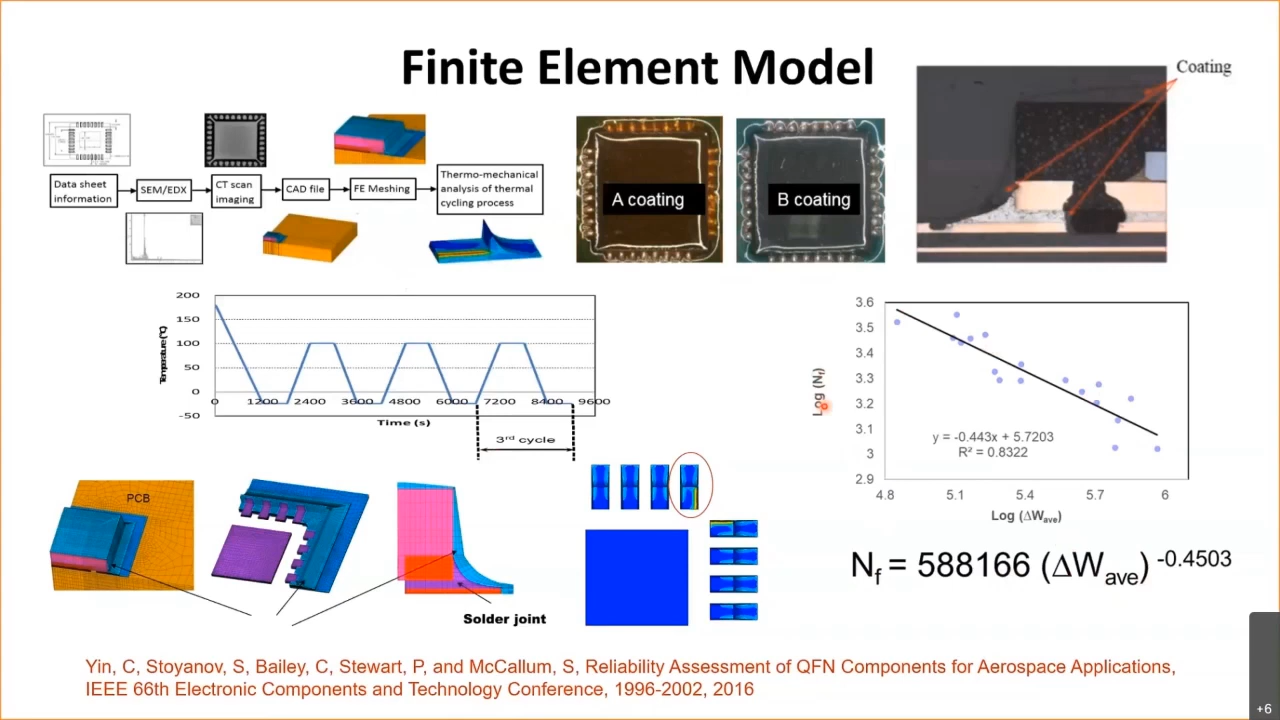 Finite Element Model
Coating
Data sheet
information
SEM/EDX
CT scan
imaging
CAD file
FE Meshing
Thermo-mechanical
analysis of thermal
cycling process
A coating
B coating
200
150
100
50
0
-50
Temperature (°C)
0 1200 2400 3600 4800 6000 7200 8400 9600
Time (s)
3rd cycle
3.6
3.5
3.4
3.3
3.2
3.1
3
2.9
Log (Nf)
y = -0.443x + 5.7203
R² = 0.8322
4.8 5.1 5.4 5.7 6
Log (ΔWave)
Nf = 588166 (ΔWave) -0.4503
PCB
Solder joint
Yin, C, Stoyanov, S, Bailey, C, Stewart, P, and McCallum, S, Reliability Assessment of QFN Components for Aerospace Applications,
IEEE 66th Electronic Components and Technology Conference, 1996-2002, 2016
+6